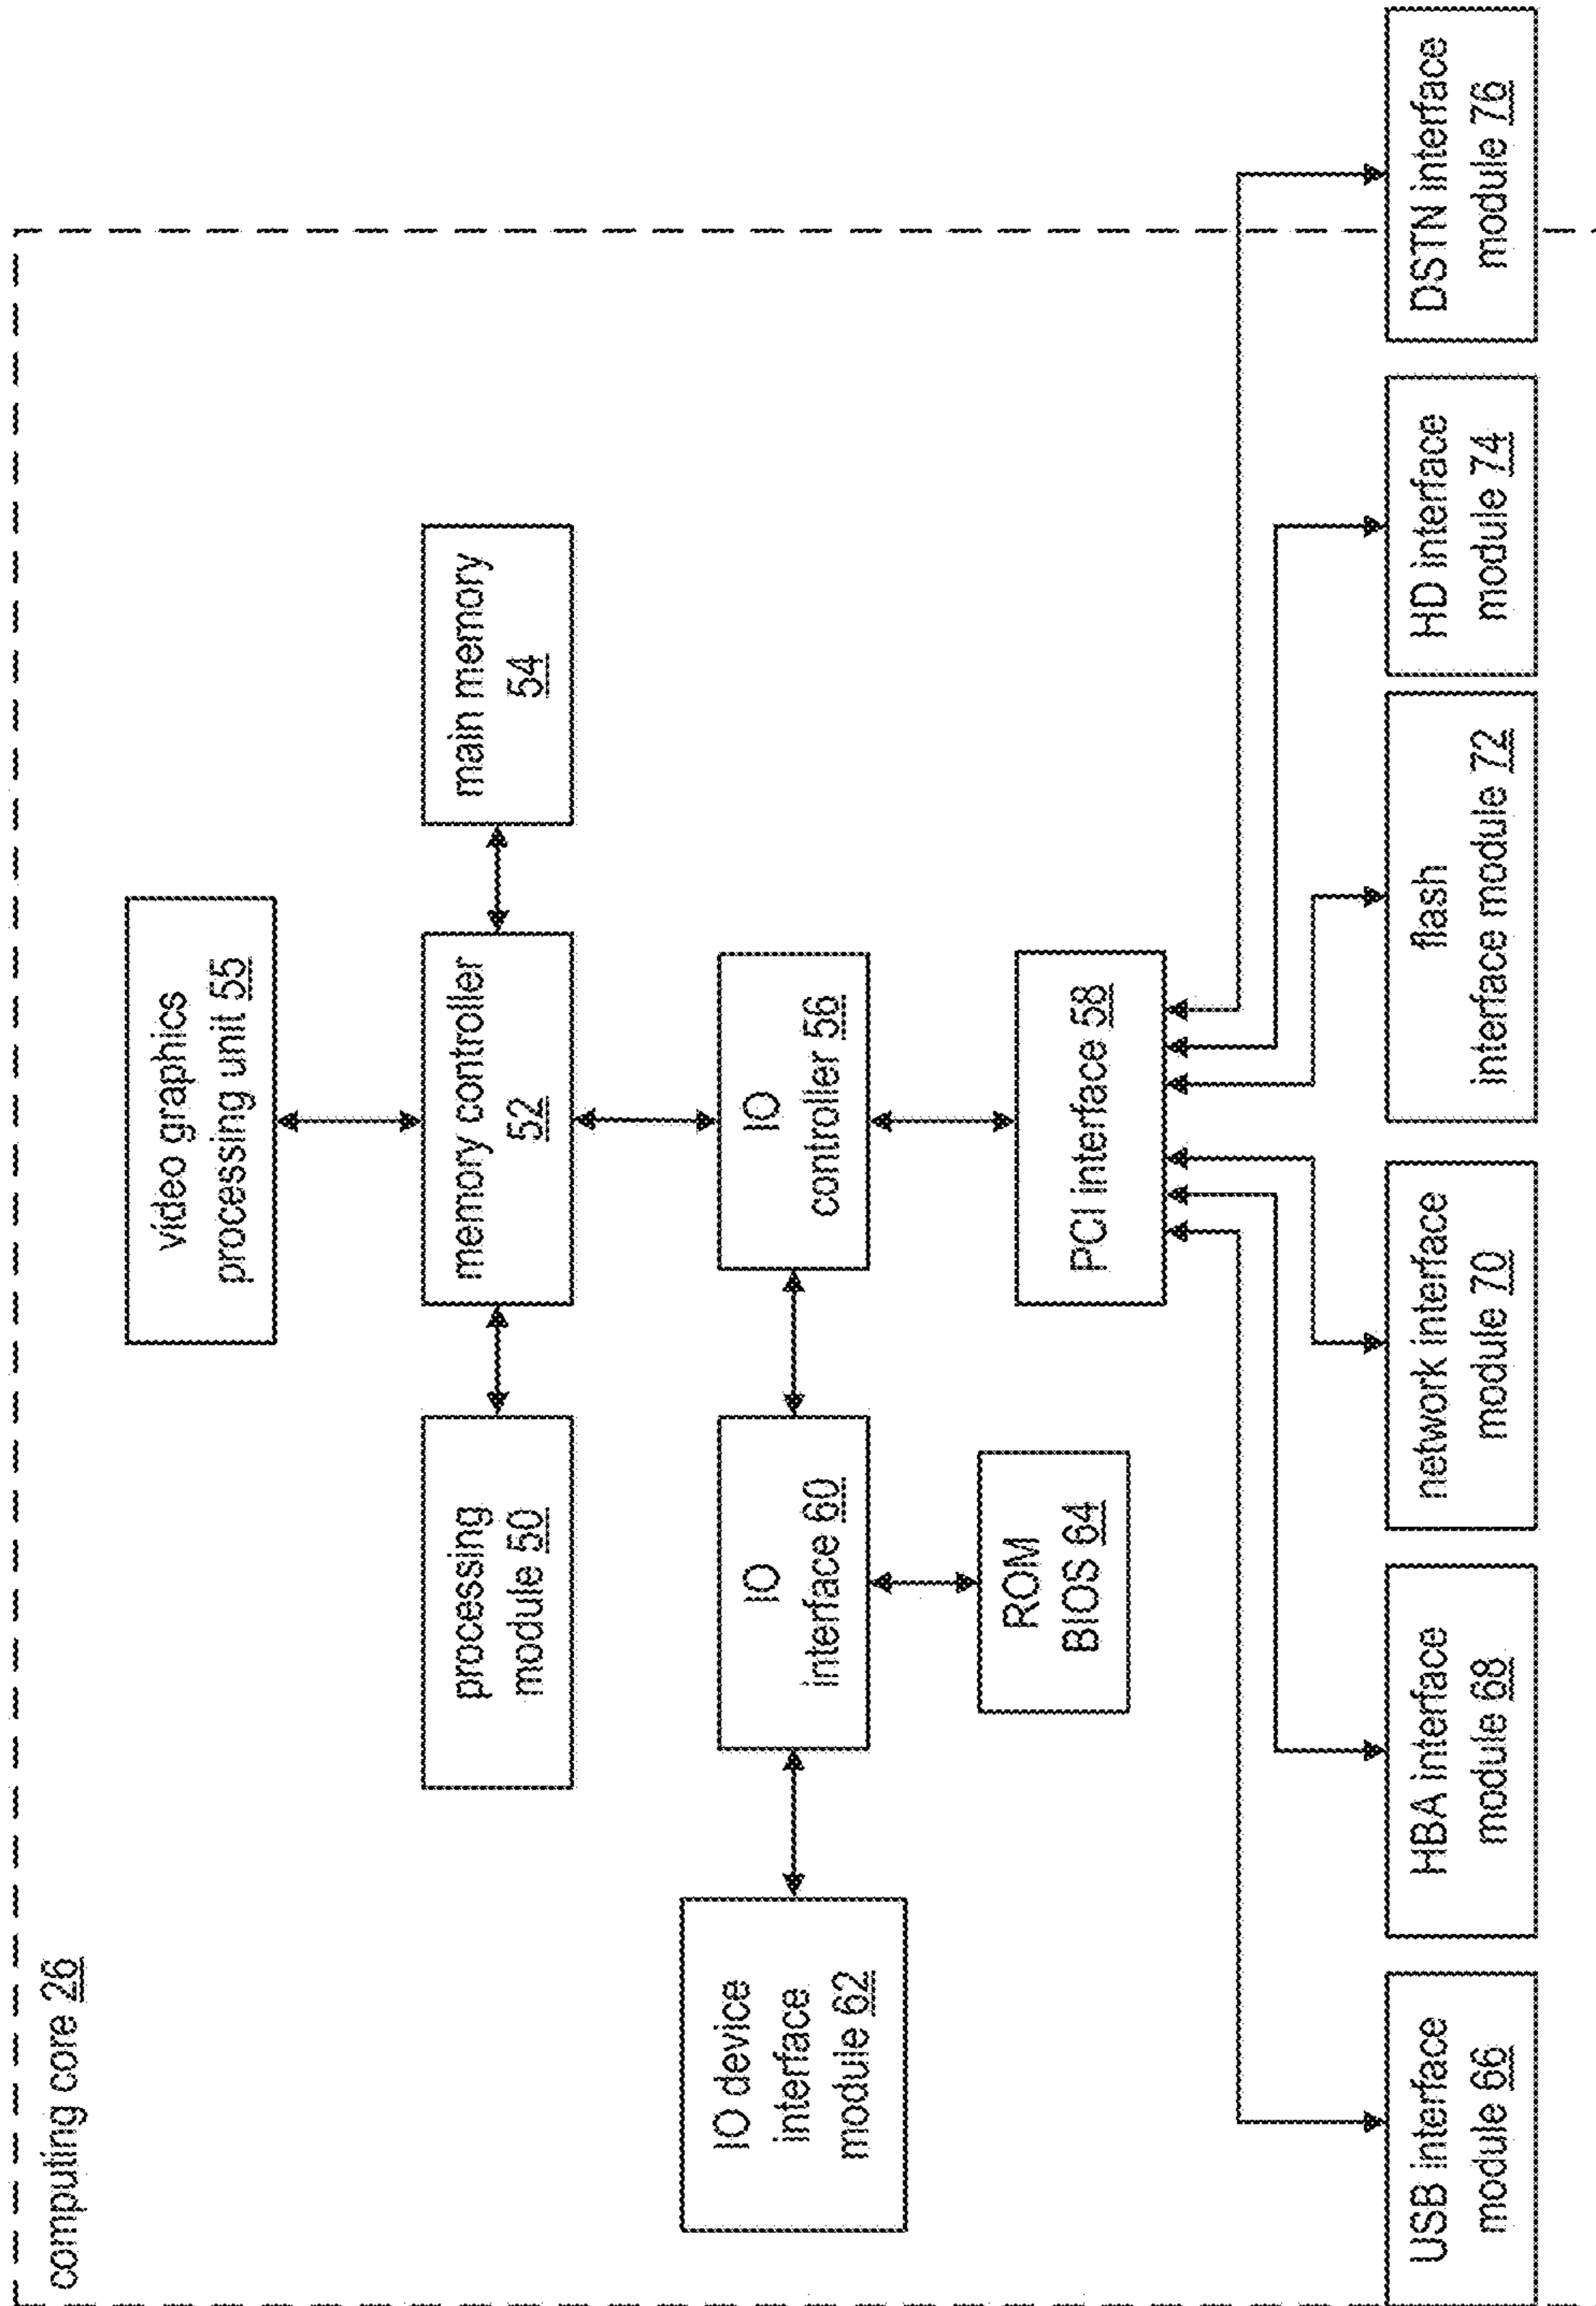 computing core 26
video graphics
processing unit 55
processing
module 50
memory controller
52
main memory
54
IO device
interface
module 62
IO
interface 60
IO
controller 56
ROM
BIOS 64
PCI interface 58
USB interface
module 66
HBA interface
module 68
network interface
module 70
flash
interface module 72
HD interface
module 74
DSTN interface
module 76